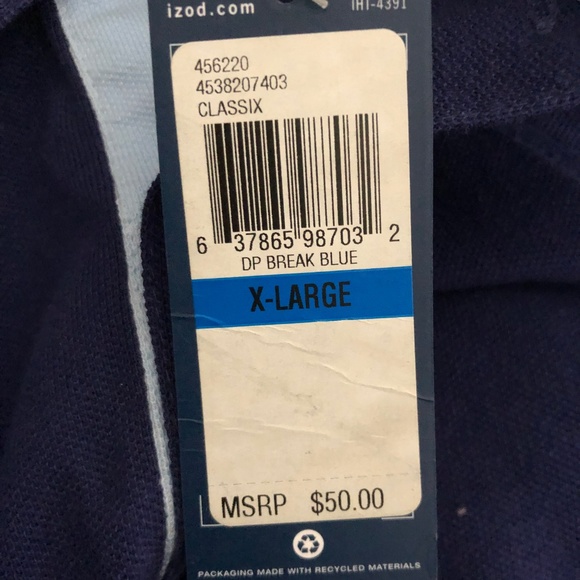 izod.com
IHT-4391
456220
4538207403
CLASSIX
6 37865 98703 2
DP BREAK BLUE
X-LARGE
MSRP $50.00
PACKAGING MADE WITH RECYCLED MATERIALS